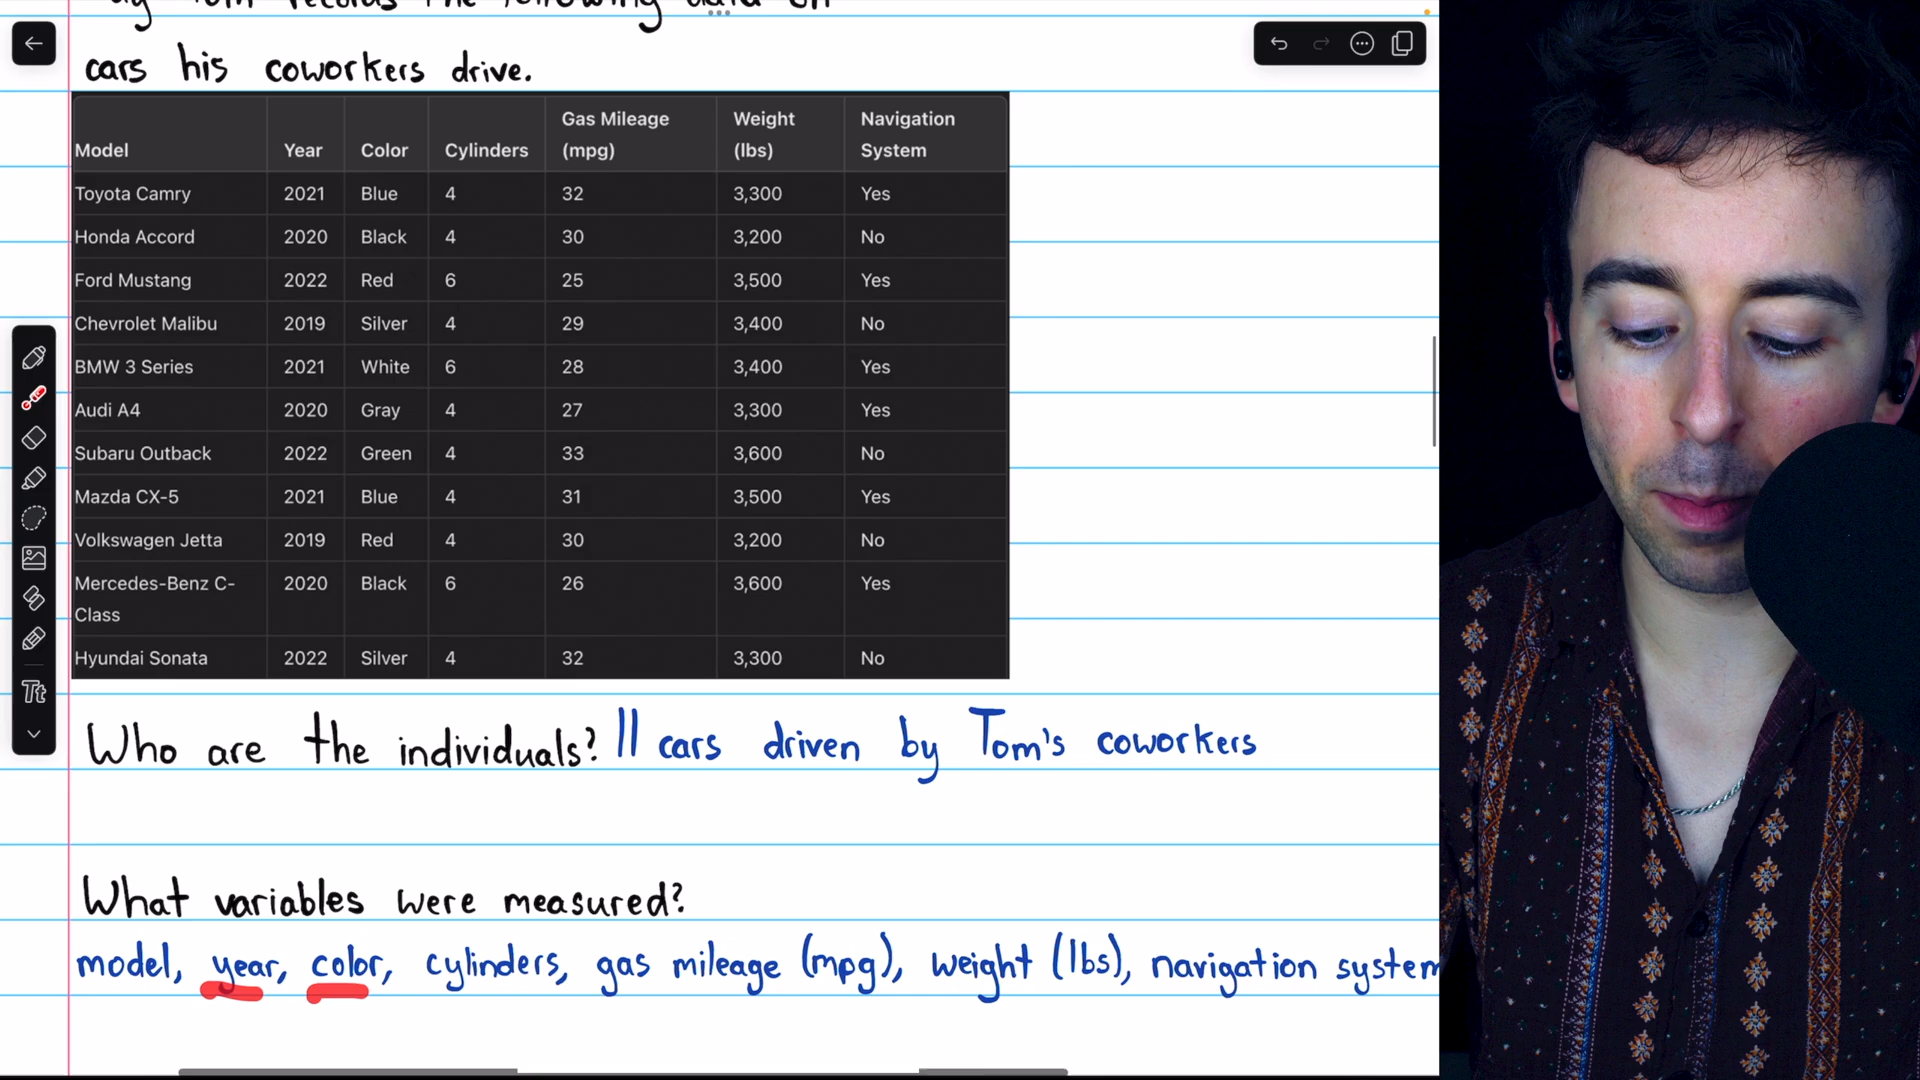 cars his coworkers drive.
Model Year Color Cylinders Gas Mileage (mpg) Weight (lbs) Navigation System
Toyota Camry 2021 Blue 4 32 3,300 Yes
Honda Accord 2020 Black 4 30 3,200 No
Ford Mustang 2022 Red 6 25 3,500 Yes
Chevrolet Malibu 2019 Silver 4 29 3,400 No
BMW 3 Series 2021 White 6 28 3,400 Yes
Audi A4 2020 Gray 4 27 3,300 Yes
Subaru Outback 2022 Green 4 33 3,600 No
Mazda CX-5 2021 Blue 4 31 3,500 Yes
Volkswagen Jetta 2019 Red 4 30 3,200 No
Mercedes-Benz C-Class 2020 Black 6 26 3,600 Yes
Hyundai Sonata 2022 Silver 4 32 3,300 No
Who are the individuals? 11 cars driven by Tom's coworkers
What variables were measured?
model, year, color, cylinders, gas mileage (mpg), weight (lbs), navigation system
Tt